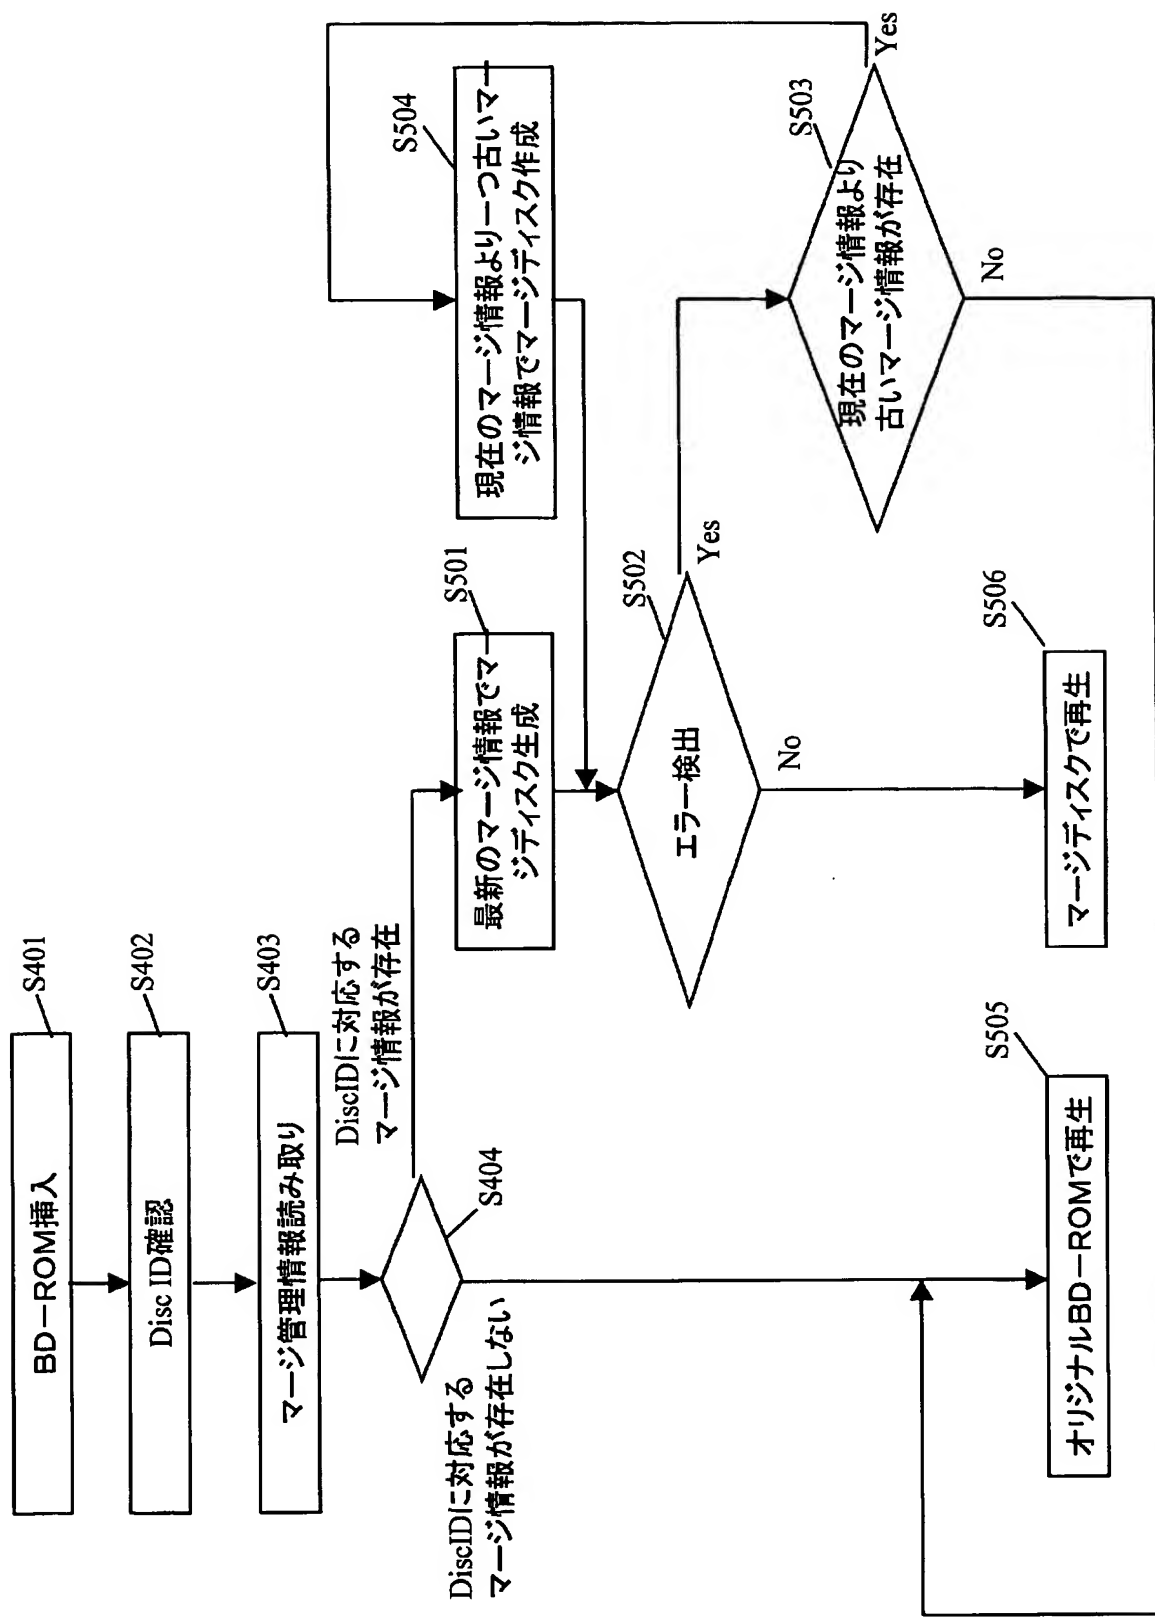 BD-ROM挿入
S401
Disc ID確認
S402
マージ管理情報読み取り
S403
S404
DiscIDに対応する
マージ情報が存在
DiscIDに対応する
マージ情報が存在しない
最新のマージ情報でマー
ジディスク生成
S501
現在のマージ情報より一つ古いマー
ジ情報でマージディスク作成
S504
エラー検出
S502
Yes
No
現在のマージ情報より
古いマージ情報が存在
S503
Yes
No
オリジナルBD-ROMで再生
S505
マージディスクで再生
S506